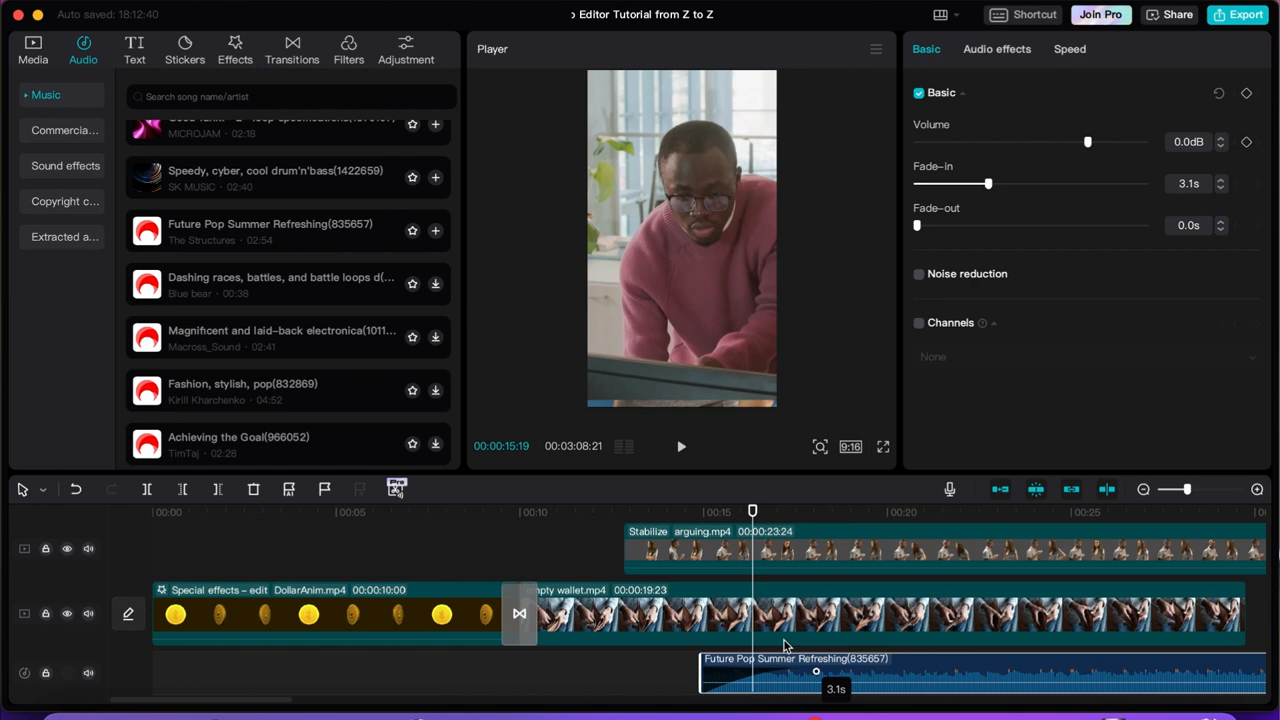 Auto saved: 18:12:40
Editor Tutorial from Z to Z
Shortcut
Join Pro
Share
Export
Media
Audio
Text
Stickers
Effects
Transitions
Filters
Adjustment
Music
Commercia...
Sound effects
Copyright c...
Extracted a...
Search song name/artist
MICROJAM · 02:18
Speedy, cyber, cool drum'n'bass(1422659)
SK MUSIC · 02:40
Future Pop Summer Refreshing(835657)
The Structures · 02:54
Dashing races, battles, and battle loops d(...
Blue bear · 00:38
Magnificent and laid-back electronica(1011...
Macross_Sound · 02:41
Fashion, stylish, pop(832869)
Kirill Kharchenko · 04:52
Achieving the Goal(966052)
TimTaj · 02:28
Player
00:00:15:19
00:03:08:21
9:16
Basic
Audio effects
Speed
Basic
Volume
0.0dB
Fade-in
3.1s
Fade-out
0.0s
Noise reduction
Channels
None
Pro
00:00
00:05
00:10
00:15
00:20
00:25
Stabilize arguing.mp4 00:00:23:24
Special effects – edit DollarAnim.mp4 00:00:10:00
empty wallet.mp4 00:00:19:23
Future Pop Summer Refreshing(835657)
3.1s